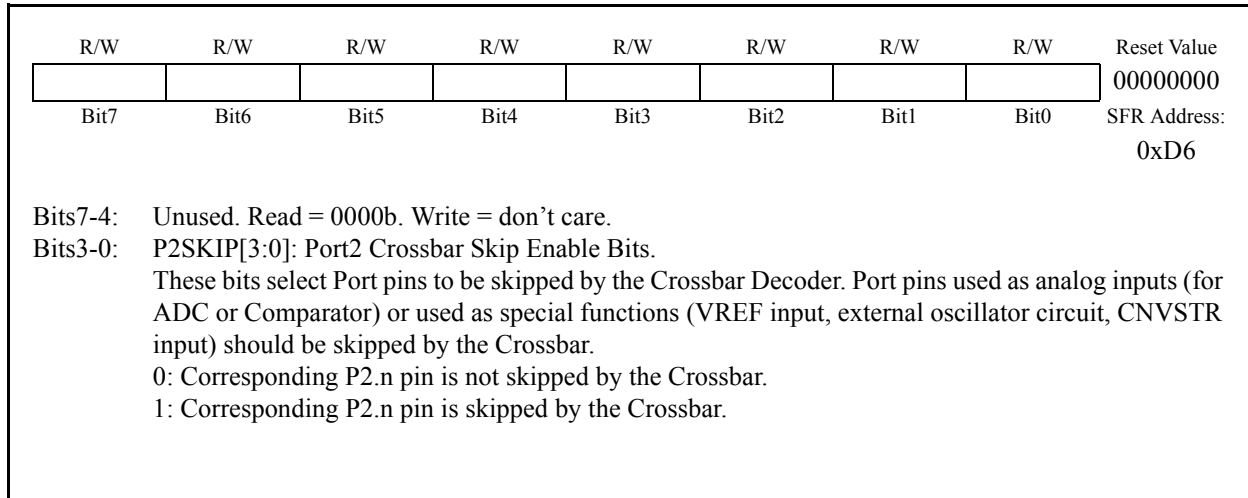 R/W R/W R/W R/W R/W R/W R/W R/W Reset Value
00000000
Bit7 Bit6 Bit5 Bit4 Bit3 Bit2 Bit1 Bit0 SFR Address:
0xD6
Bits7-4: Unused. Read = 0000b. Write = don’t care.
Bits3-0: P2SKIP[3:0]: Port2 Crossbar Skip Enable Bits.
These bits select Port pins to be skipped by the Crossbar Decoder. Port pins used as analog inputs (for
ADC or Comparator) or used as special functions (VREF input, external oscillator circuit, CNVSTR
input) should be skipped by the Crossbar.
0: Corresponding P2.n pin is not skipped by the Crossbar.
1: Corresponding P2.n pin is skipped by the Crossbar.